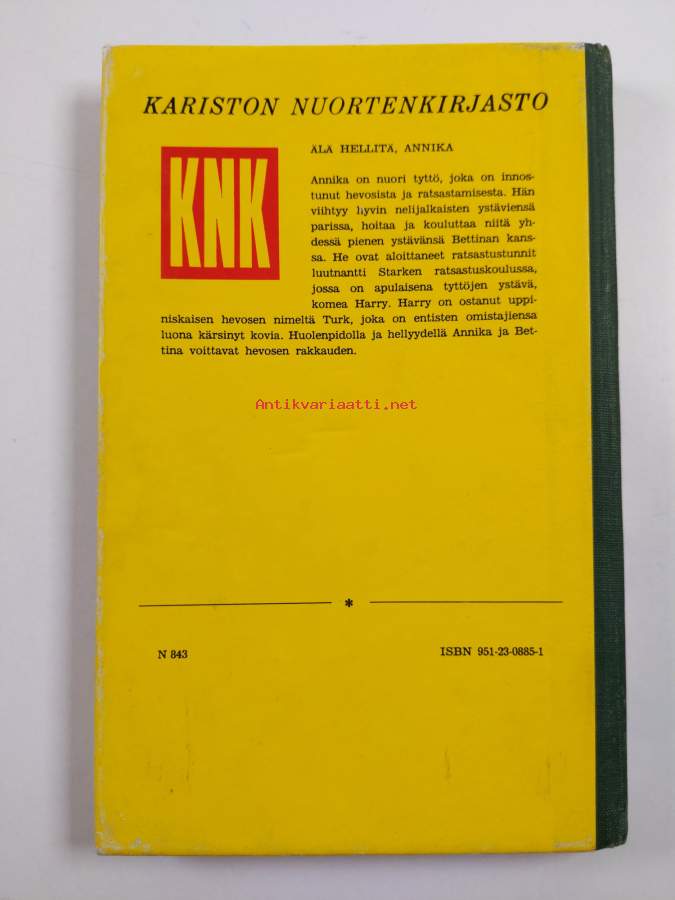 KARISTON NUORTENKIRJASTO
KNK
ÄLÄ HELLITÄ, ANNIKA
Annika on nuori tyttö, joka on innos-
tunut hevosista ja ratsastamisesta. Hän
viihtyy hyvin nelijalkaisten ystäviensä
parissa, hoitaa ja kouluttaa niitä yh-
dessä pienen ystävänsä Bettinan kans-
sa. He ovat aloittaneet ratsastustunnit
luutnantti Starken ratsastuskoulussa,
jossa on apulaisena tyttöjen ystävä,
komea Harry. Harry on ostanut uppi-
niskaisen hevosen nimeltä Turk, joka on entisten omistajiensa
luona kärsinyt kovia. Huolenpidolla ja hellyydellä Annika ja Bet-
tina voittavat hevosen rakkauden.
Antikvariaatti.net
*
N 843
ISBN 951-23-0885-1